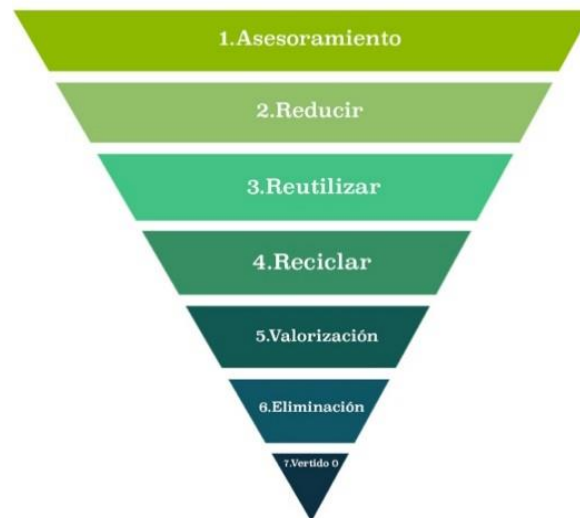 1.Asesoramiento
2.Reducir
3.Reutilizar
4.Reciclar
5.Valorización
6.Eliminación
7.Vertido 0